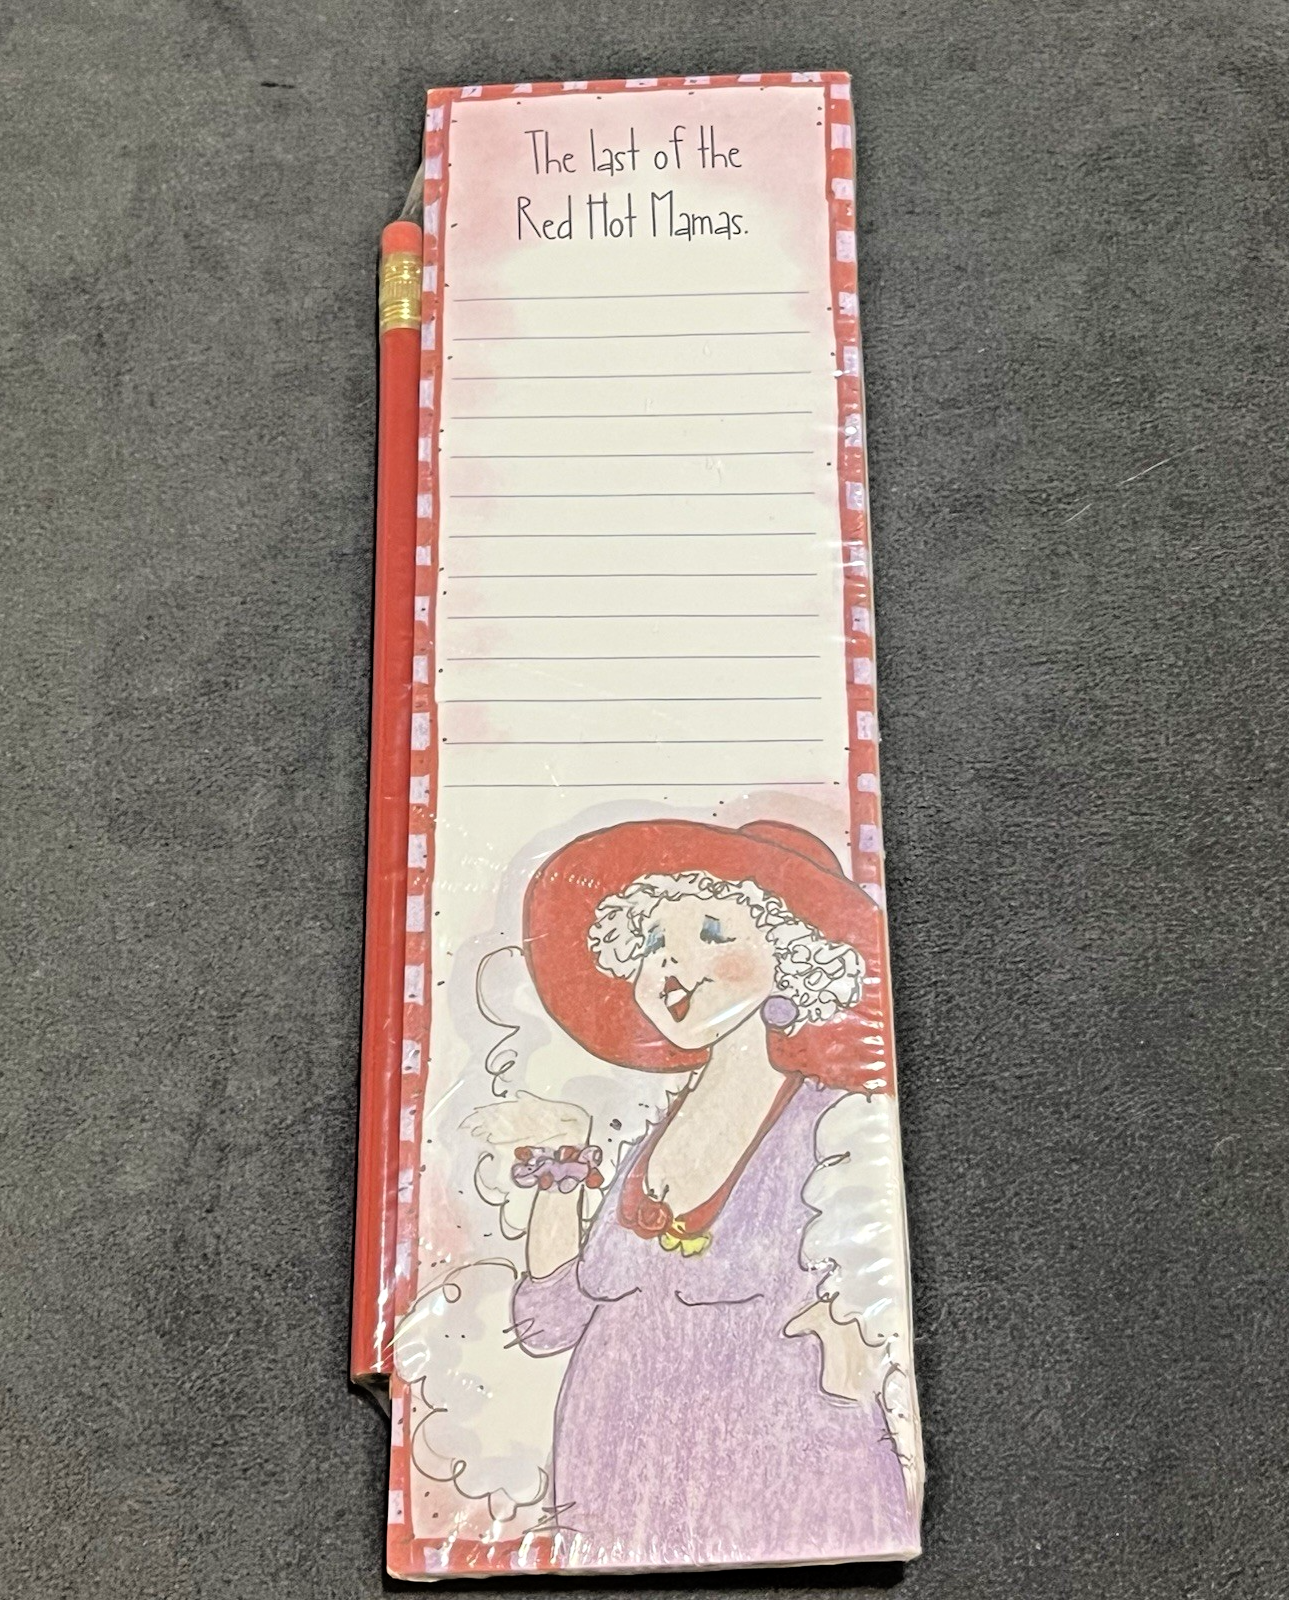 The last of the
Red Hot Mamas.